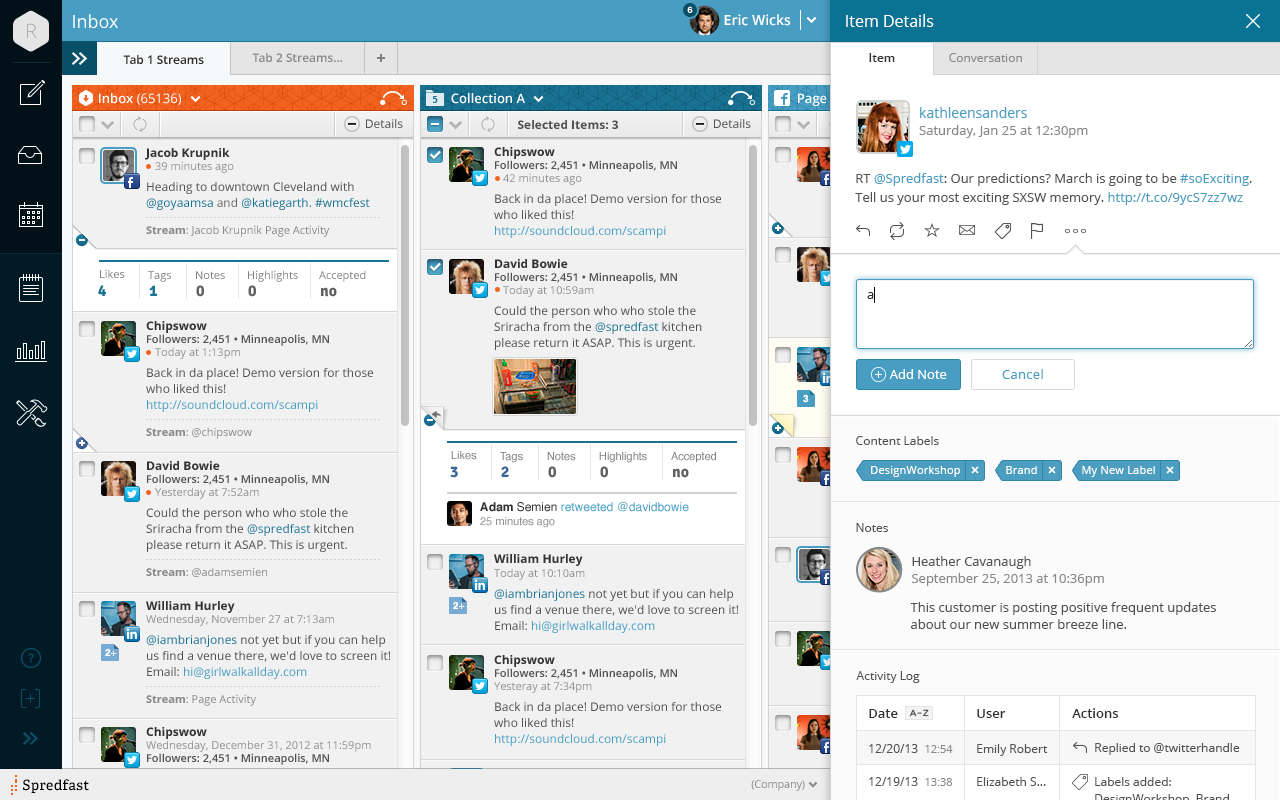 R
Inbox
6
Eric Wicks
Tab 1 Streams
Tab 2 Streams...
+
Inbox (65136)
Details
Jacob Krupnik
39 minutes ago
Heading to downtown Cleveland with
@goyaamsa and @katiegarth. #wmcfest
Stream: Jacob Krupnik Page Activity
Likes Tags Notes Highlights Accepted
4 1 0 0 no
Chipswow
Followers: 2,451 • Minneapolis, MN
Today at 1:13pm
Back in da place! Demo version for those
who liked this!
http://soundcloud.com/scampi
Stream: @chipswow
David Bowie
Followers: 2,451 • Minneapolis, MN
Yesterday at 7:52am
Could the person who who stole the
Sriracha from the @spredfast kitchen
please return it ASAP. This is urgent.
Stream: @adamsemien
William Hurley
Wednesday, November 27 at 7:13am
2+
@iambrianjones not yet but if you can help
us find a venue there, we'd love to screen it!
Email: hi@girlwalkallday.com
Stream: Page Activity
Chipswow
Wednesday, December 31, 2012 at 11:59pm
Followers: 2,451 • Minneapolis, MN
5
Collection A
Selected Items: 3
Details
Chipswow
Followers: 2,451 • Minneapolis, MN
42 minutes ago
Back in da place! Demo version for those
who liked this!
http://soundcloud.com/scampi
David Bowie
Followers: 2,451 • Minneapolis, MN
Today at 10:59am
Could the person who who stole the
Sriracha from the @spredfast kitchen
please return it ASAP. This is urgent.
Likes Tags Notes Highlights Accepted
3 2 0 0 no
Adam Semien retweeted @davidbowie
25 minutes ago
William Hurley
Today at 10:10am
2+
@iambrianjones not yet but if you can help
us find a venue there, we'd love to screen it!
Email: hi@girlwalkallday.com
Chipswow
Followers: 2,451 • Minneapolis, MN
Yesteray at 7:34pm
Back in da place! Demo version for those
who liked this!
http://soundcloud.com/scampi
Page
3
Spredfast
(Company)
Item Details
Item
Conversation
kathleensanders
Saturday, Jan 25 at 12:30pm
RT @Spredfast: Our predictions? March is going to be #soExciting.
Tell us your most exciting SXSW memory. http://t.co/9ycS7zz7wz
a
Add Note
Cancel
Content Labels
DesignWorkshop ×
Brand ×
My New Label ×
Notes
Heather Cavanaugh
September 25, 2013 at 10:36pm
This customer is posting positive frequent updates
about our new summer breeze line.
Activity Log
Date A-Z User Actions
12/20/13 12:54 Emily Robert Replied to @twitterhandle
12/19/13 13:38 Elizabeth S... Labels added:
DesignWorkshop, Brand